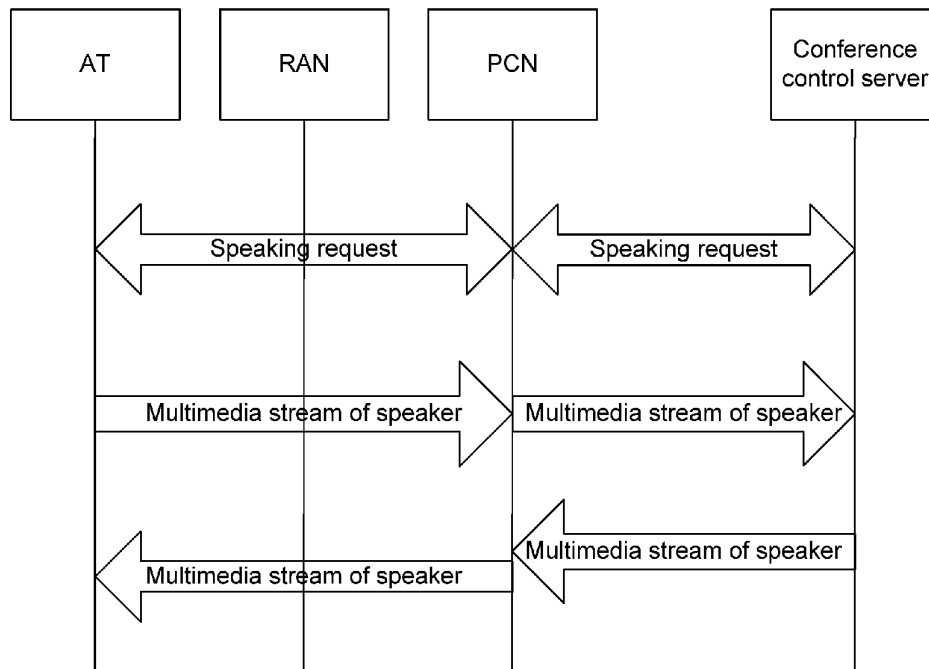 AT
RAN
PCN
Conference
control server
Speaking request
Speaking request
Multimedia stream of speaker
Multimedia stream of speaker
Multimedia stream of speaker
Multimedia stream of speaker